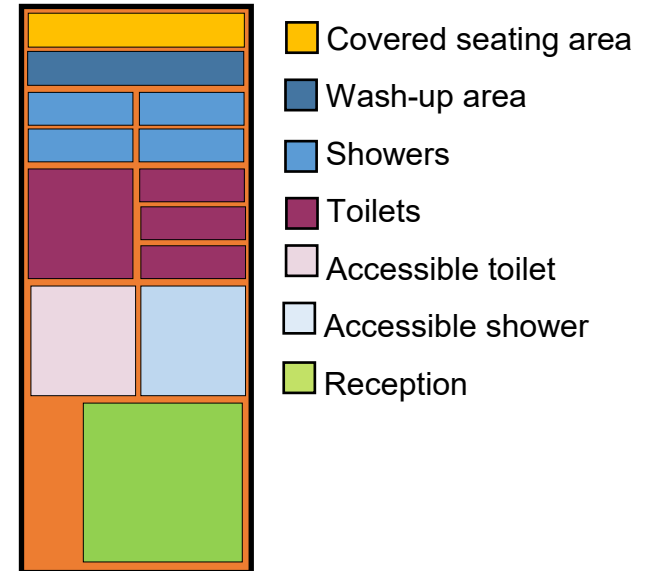 Covered seating area
Wash-up area
Showers
Toilets
Accessible toilet
Accessible shower
Reception